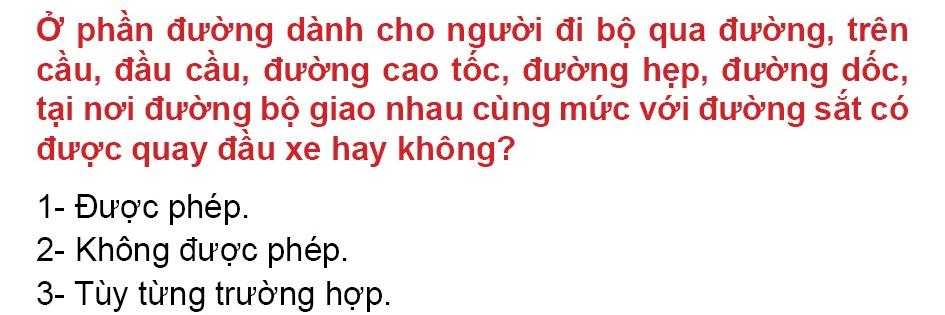 Ở phần đường dành cho người đi bộ qua đường, trên
cầu, đầu cầu, đường cao tốc, đường hẹp, đường dốc,
tại nơi đường bộ giao nhau cùng mức với đường sắt có
được quay đầu xe hay không?
1- Được phép.
2- Không được phép.
3- Tùy từng trường hợp.